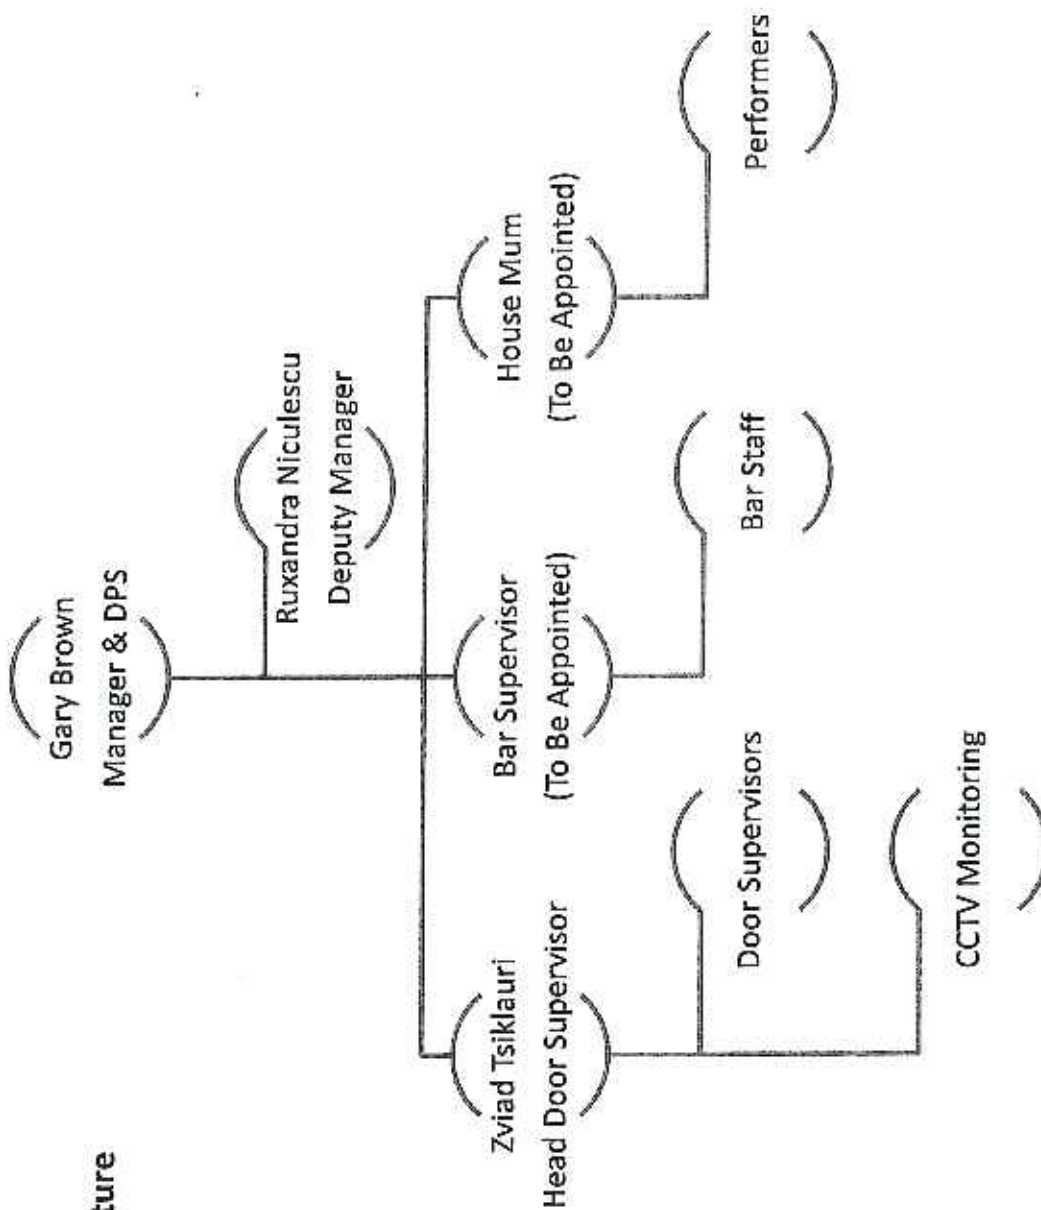 ture
Gary Brown
Manager & DPS
Ruxandra Niculescu
Deputy Manager
Zviad Tsiklauri
Head Door Supervisor
Bar Supervisor
(To Be Appointed)
House Mum
(To Be Appointed)
Door Supervisors
Bar Staff
Performers
CCTV Monitoring